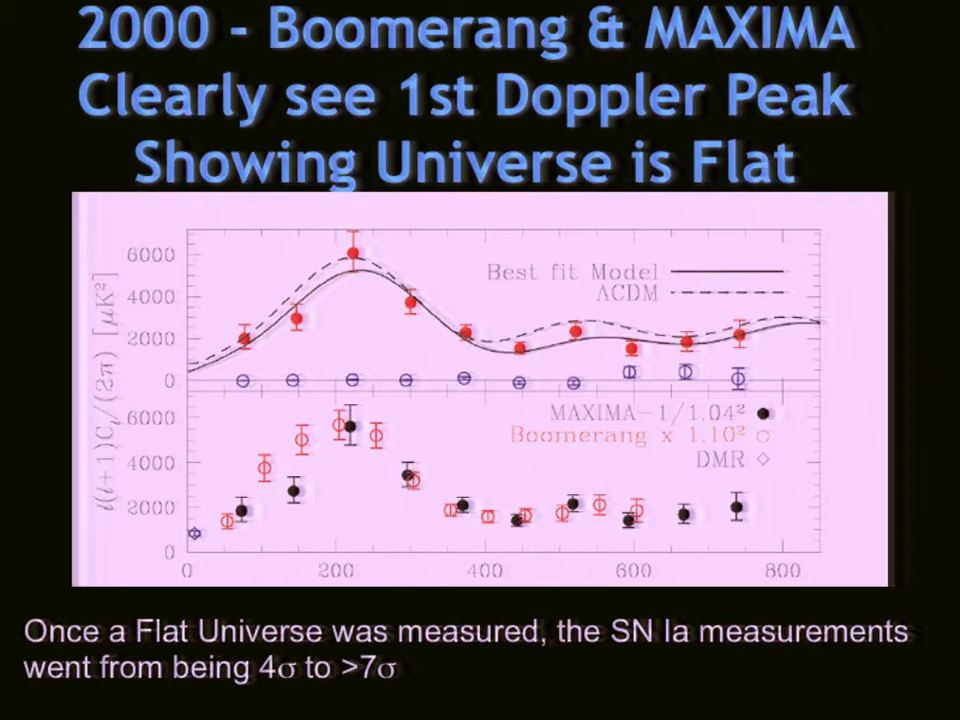 2000 - Boomerang & MAXIMA
Clearly see 1st Doppler Peak
Showing Universe is Flat
6000
4000
2000
0
Best fit Model
ΛCDM
l(l+1)Cl/(2π) [μK²]
6000
4000
2000
0
MAXIMA-1/1.04²
Boomerang x 1.10²
DMR
0 200 400 600 800
Once a Flat Universe was measured, the SN Ia measurements
went from being 4σ to >7σ